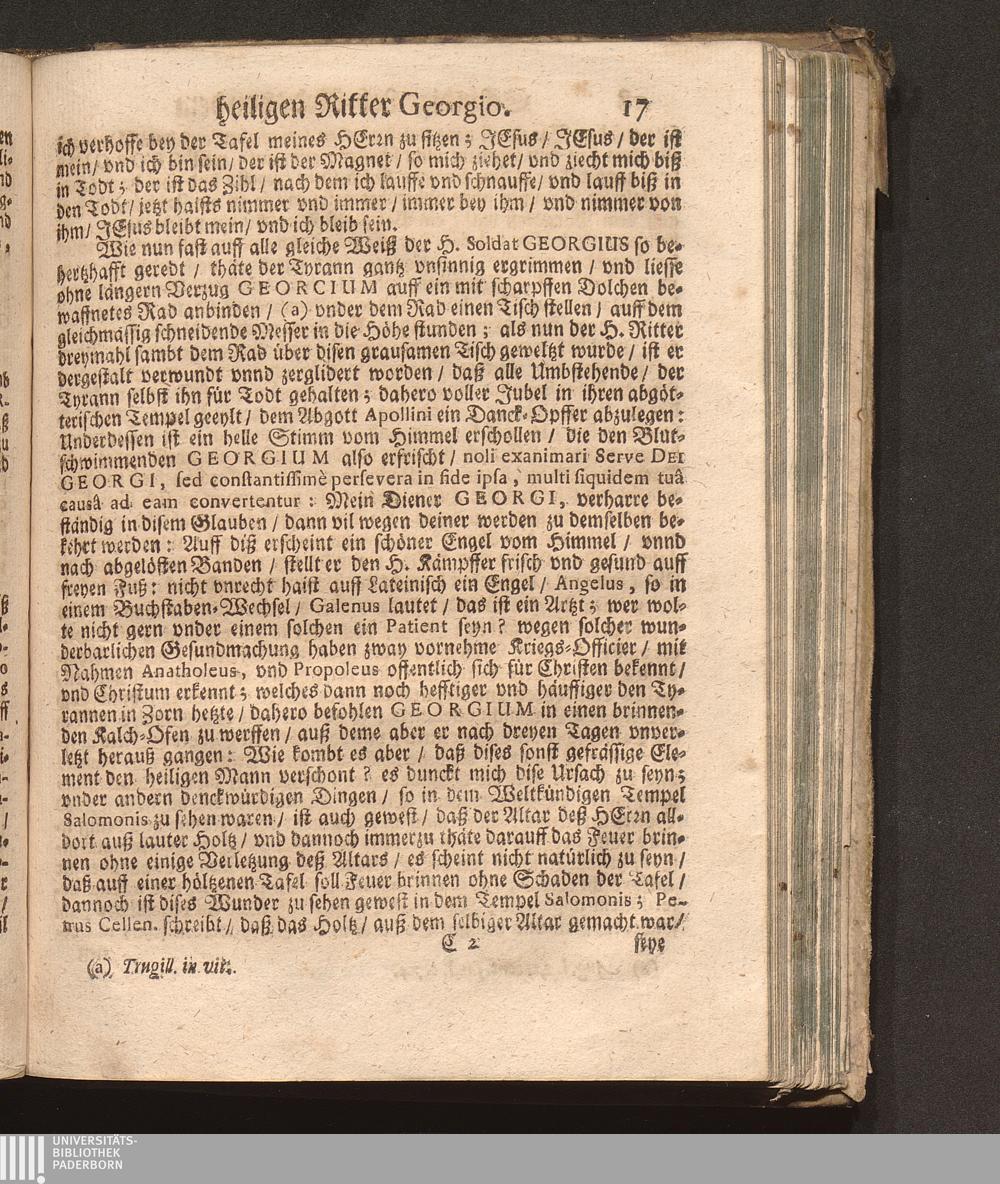 heiligen Ritter Georgio. 17
ich verhoffe bey der Tafel meines HErrn zu sitzen; JEsus / JEsus / der ist
mein / vnd ich bin sein / der ist der Magnet / so mich ziehet / vnd ziecht mich biß
in Todt; der ist das Zihl / nach dem ich lauffe vnd schnauffe / vnd lauff biß in
den Todt / jetzt haists nimmer vnd immer / immer bey ihm / vnd nimmer von
ihm / JEsus bleibt mein / vnd ich bleib sein.
Wie nun fast auff alle gleiche Weiß der H. Soldat GEORGIUS so be-
hertzhafft geredt / thäte der Tyrann gantz vnsinnig ergrimmen / vnd liesse
ohne längern Verzug GEORCIUM auff ein mit scharpffen Dolchen be-
waffnetes Rad anbinden / (a) vnder dem Rad einen Tisch stellen / auff dem
gleichmässig schneidende Messer in die Höhe stunden; als nun der H. Ritter
dreymahl sambt dem Rad über disen grausamen Tisch geweltzt wurde / ist er
dergestalt verwundt vnnd zerglidert worden / daß alle Umbstehende / der
Tyrann selbst ihn für Todt gehalten; dahero voller Jubel in ihren abgöt-
terischen Tempel geeylt / dem Abgott Apollini ein Danck-Opffer abzulegen:
Underdessen ist ein helle Stimm vom Himmel erschollen / die den Blut-
schwimmenden GEORGIUM also erfrischt / noli exanimari Serve DEI
GEORGI, sed constantissimè persevera in fide ipsa, multi siquidem tuâ
causâ ad eam convertentur: Mein Diener GEORGI, verharre be-
ständig in disem Glauben / dann vil wegen deiner werden zu demselben be-
kehrt werden: Auff diß erscheint ein schöner Engel vom Himmel / vnnd
nach abgelösten Banden / stellt er den H. Kämpffer frisch vnd gesund auff
freyen Fuß: nicht vnrecht haist auff Lateinisch ein Engel / Angelus, so in
einem Buchstaben-Wechsel / Galenus lautet / das ist ein Artzt; wer wol-
te nicht gern vnder einem solchen ein Patient seyn? wegen solcher wun-
derbarlichen Gesundmachung haben zway vornehme Kriegs-Officier / mit
Nahmen Anatholeus, vnd Propoleus offentlich sich für Christen bekennt /
vnd Christum erkennt; welches dann noch hefftiger vnd häuffiger den Ty-
rannen in Zorn hetzte / dahero befohlen GEORGIUM in einen brinnen-
den Kalch-Ofen zu werffen / auß deme aber er nach dreyen Tagen vnver-
letzt herauß gangen: Wie kombt es aber / daß dises sonst gefrässige Ele-
ment den heiligen Mann verschont? es dunckt mich dise Ursach zu seyn;
vnder andern denckwürdigen Dingen / so in dem Weltkündigen Tempel
Salomonis zu sehen waren / ist auch gewest / daß der Altar deß HErrn all-
dort auß lauter Holtz / vnd dannoch immerzu thäte darauff das Feuer brin-
nen ohne einige Verletzung deß Altars / es scheint nicht natürlich zu seyn /
daß auff einer höltzenen Tafel soll Feuer brinnen ohne Schaden der Tafel /
dannoch ist dises Wunder zu sehen gewest in dem Tempel Salomonis; Pe-
trus Cellen. schreibt / daß das Holtz / auß dem selbiger Altar gemacht war /
C 2 seye
(a) Trugill. in vit.
UNIVERSITÄTS-
BIBLIOTHEK
PADERBORN